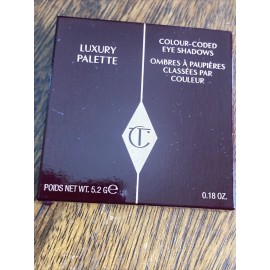 LUXURY
PALETTE
COLOUR-CODED
EYE SHADOWS
OMBRES À PAUPIÈRES
CLASSÉES PAR
COULEUR
CT
POIDS NET WT. 5.2 G℮
0.18 OZ.